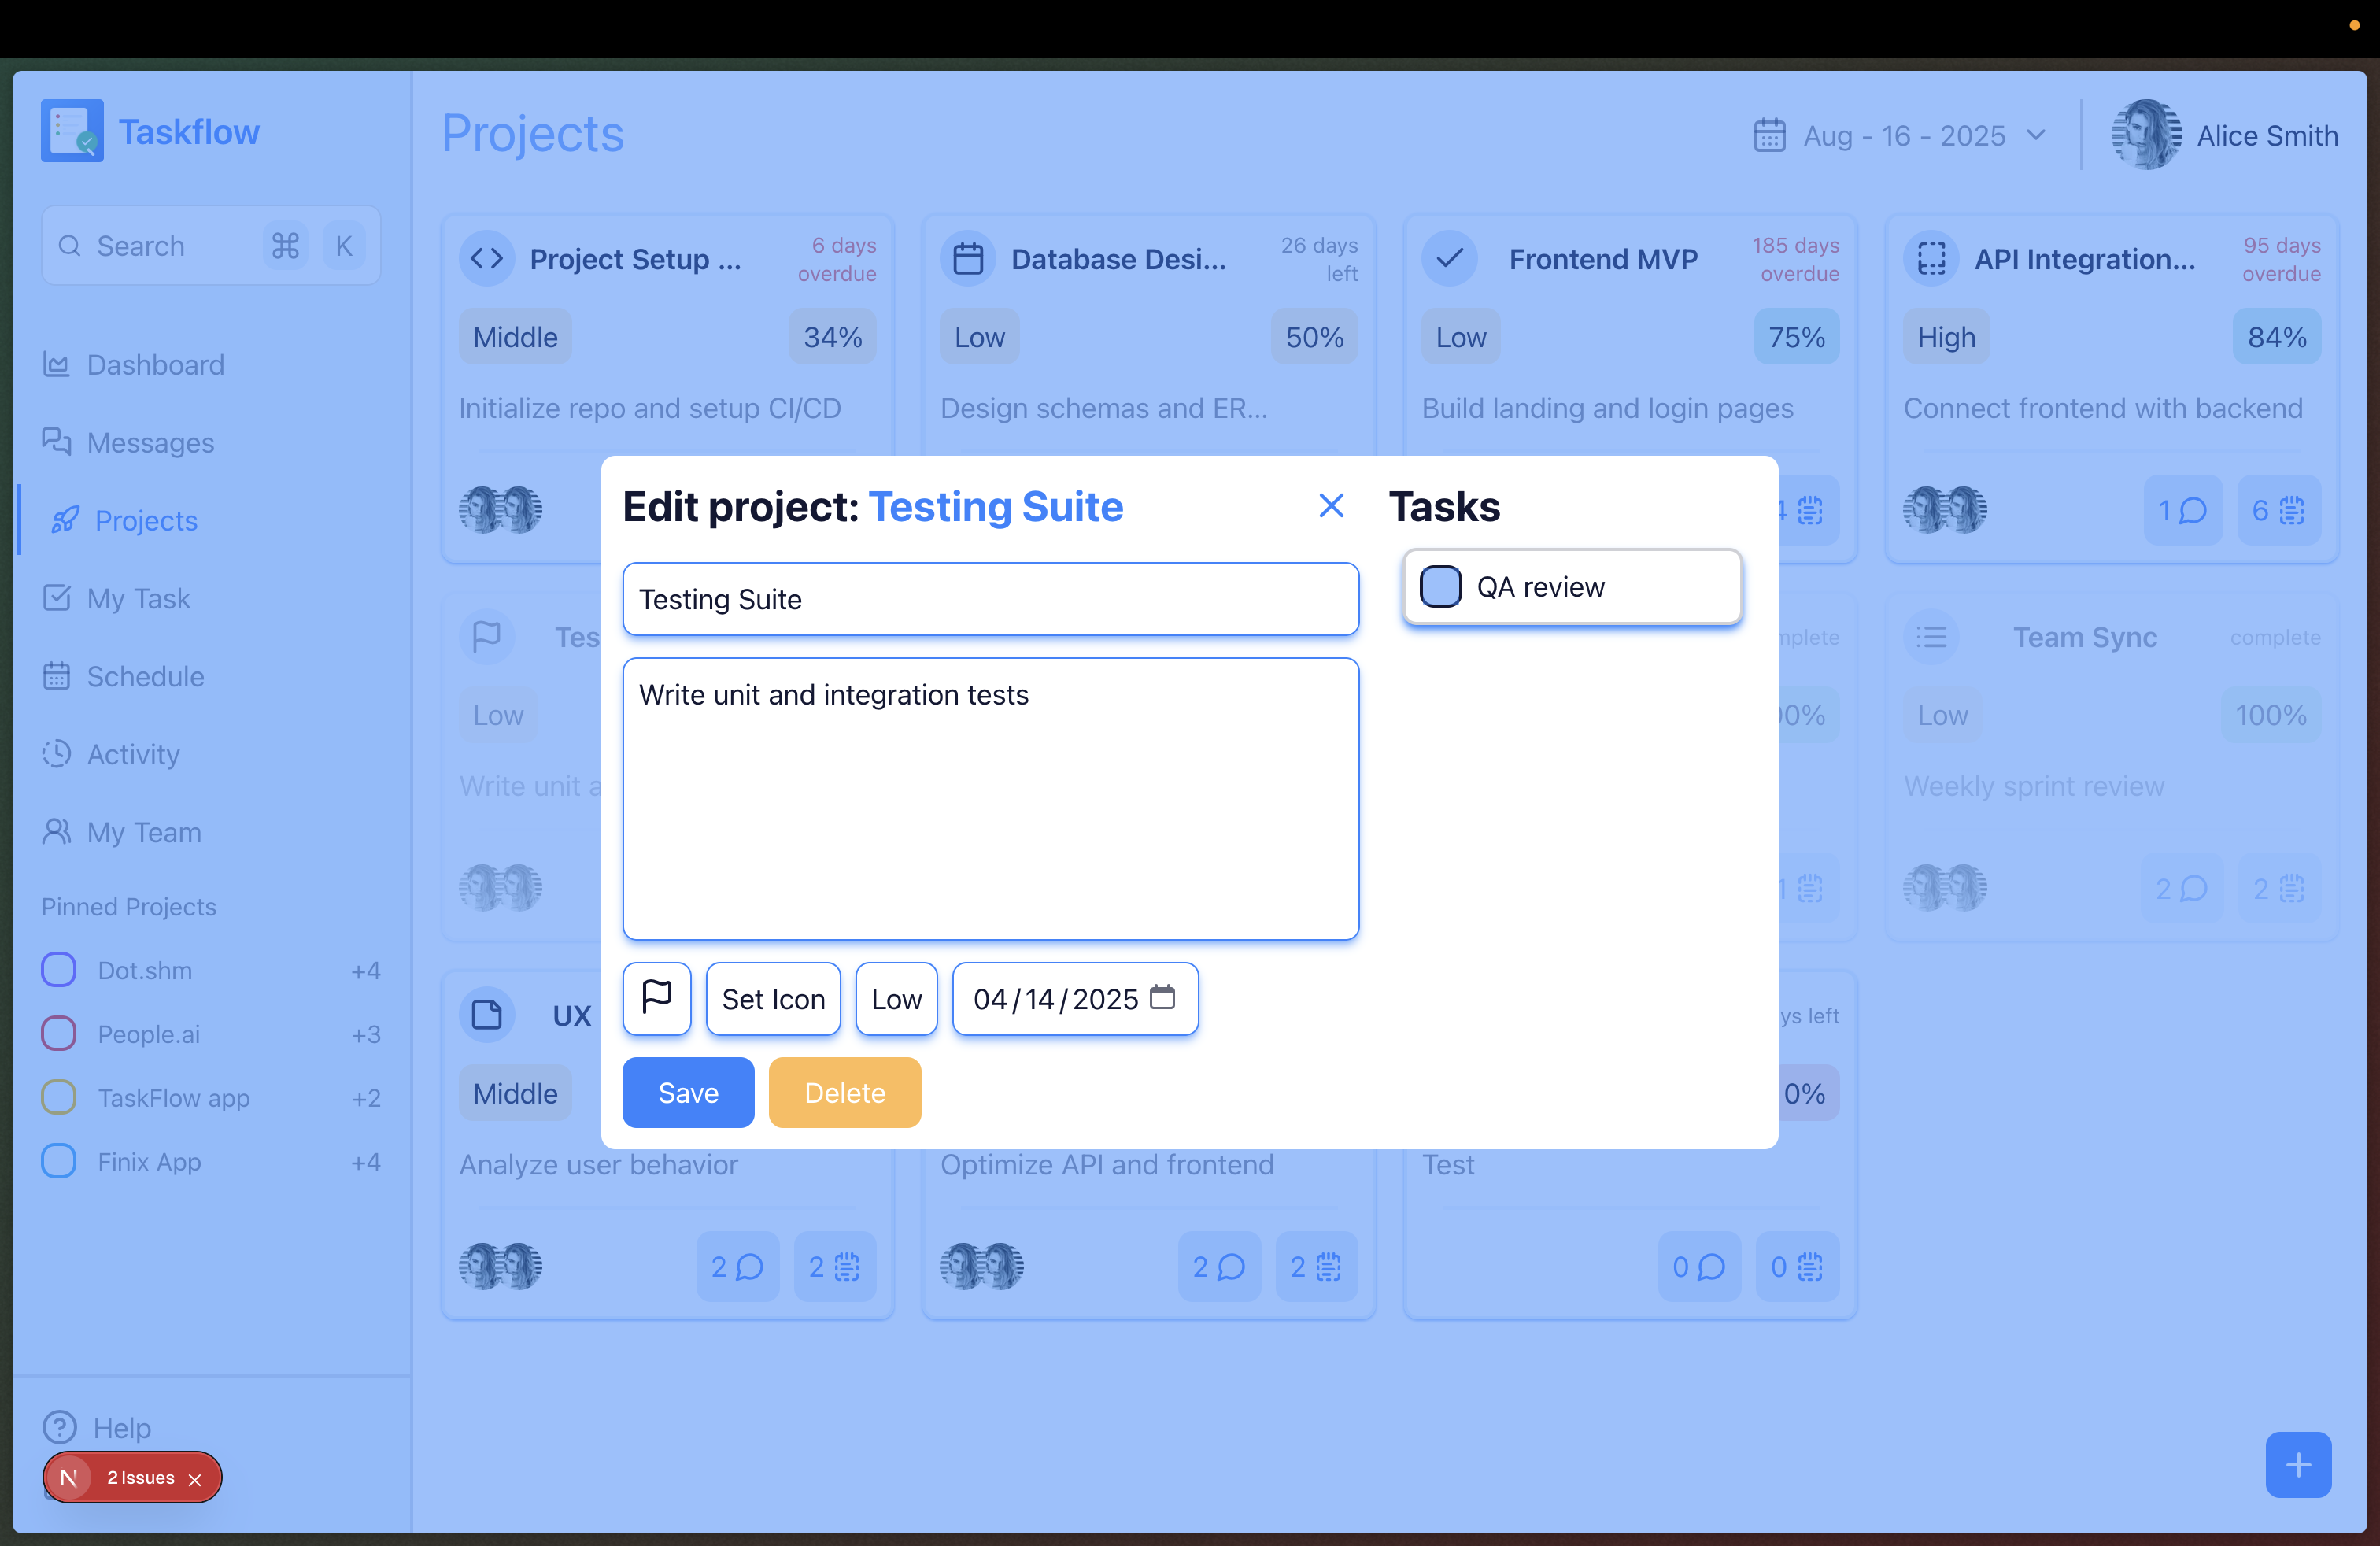 Taskflow
Search
⌘ K
Dashboard
Messages
Projects
My Task
Schedule
Activity
My Team
Pinned Projects
Dot.shm +4
People.ai +3
TaskFlow app +2
Finix App +4
Help
N 2 Issues ×
Projects
Aug - 16 - 2025
Alice Smith
Project Setup ...
6 days
overdue
Middle 34%
Initialize repo and setup CI/CD
Database Desi...
26 days
left
Low 50%
Design schemas and ER...
Frontend MVP
185 days
overdue
Low 75%
Build landing and login pages
4
API Integration...
95 days
overdue
High 84%
Connect frontend with backend
1 6
Tes
Low
Write unit a
mplete
00%
1
Team Sync
complete
Low 100%
Weekly sprint review
2 2
UX
Middle
Analyze user behavior
2 2
Optimize API and frontend
2 2
ys left
0%
Test
0 0
Edit project: Testing Suite
Testing Suite
Write unit and integration tests
Set Icon
Low
04/14/2025
Save
Delete
Tasks
QA review